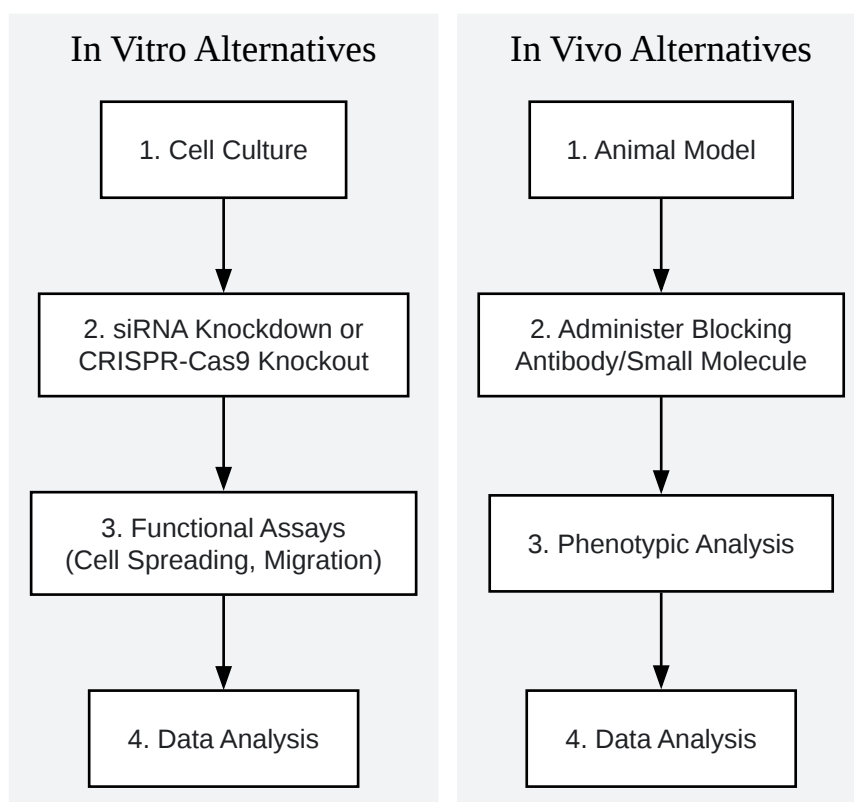 In Vitro Alternatives
1. Cell Culture
2. siRNA Knockdown or
CRISPR-Cas9 Knockout
3. Functional Assays
(Cell Spreading, Migration)
4. Data Analysis
In Vivo Alternatives
1. Animal Model
2. Administer Blocking
Antibody/Small Molecule
3. Phenotypic Analysis
4. Data Analysis